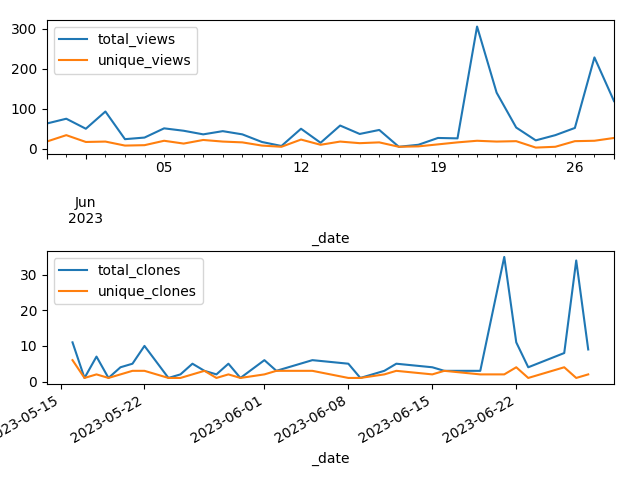 300
200
100
0
total_views
unique_views
05
12
19
26
Jun
2023
_date
30
20
10
0
total_clones
unique_clones
023-05-15
2023-05-22
2023-06-01
2023-06-08
2023-06-15
2023-06-22
_date